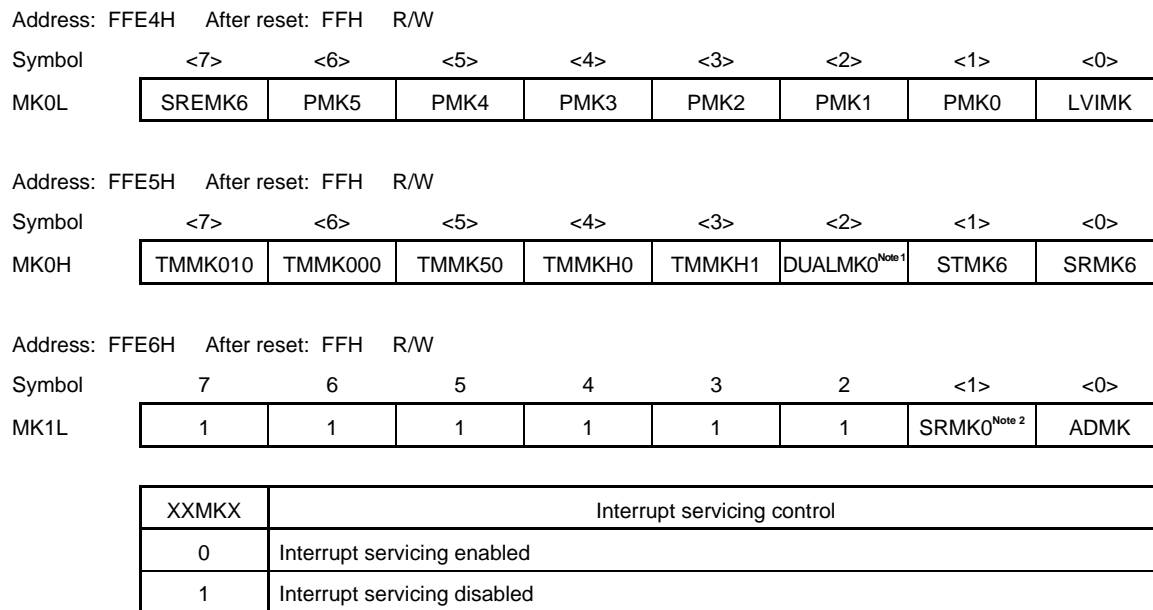 Address: FFE4H After reset: FFH R/W
Symbol <7> <6> <5> <4> <3> <2> <1> <0>
MK0L SREMK6 PMK5 PMK4 PMK3 PMK2 PMK1 PMK0 LVIMK
Address: FFE5H After reset: FFH R/W
Symbol <7> <6> <5> <4> <3> <2> <1> <0>
MK0H TMMK010 TMMK000 TMMK50 TMMKH0 TMMKH1 DUALMK0Note 1 STMK6 SRMK6
Address: FFE6H After reset: FFH R/W
Symbol 7 6 5 4 3 2 <1> <0>
MK1L 1 1 1 1 1 1 SRMK0Note 2 ADMK
XXMKX Interrupt servicing control
0 Interrupt servicing enabled
1 Interrupt servicing disabled